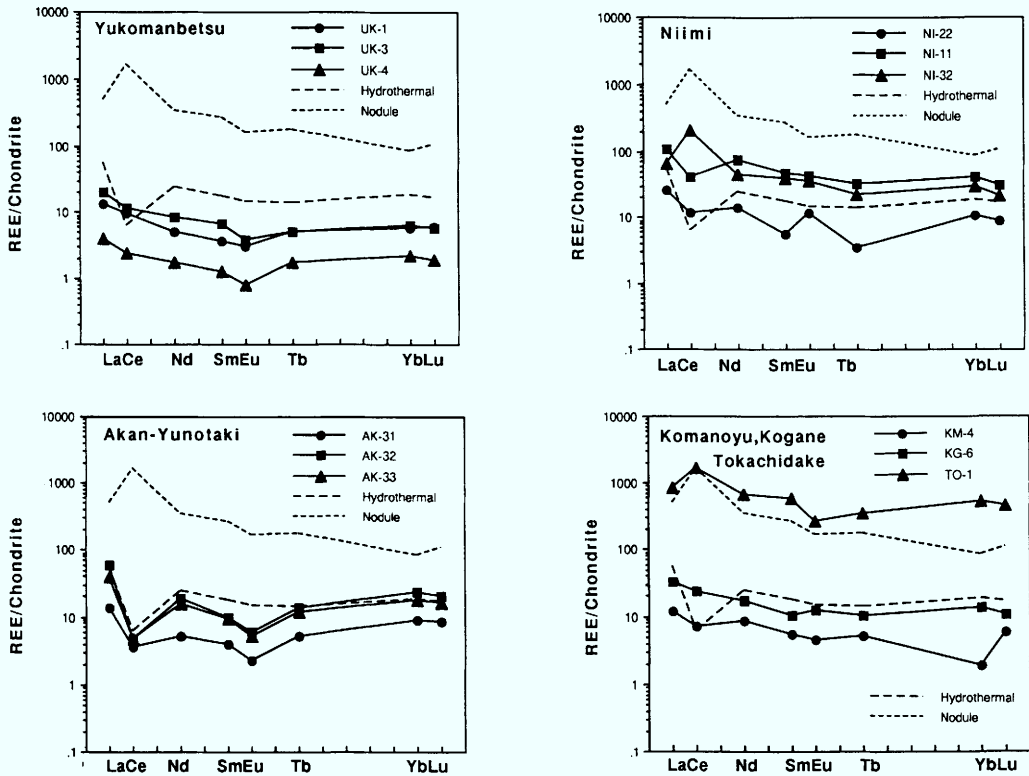 Yukomanbetsu
UK-1
UK-3
UK-4
Hydrothermal
Nodule
10000
1000
100
10
1
.1
REE/Chondrite
LaCe Nd SmEu Tb YbLu
Niimi
NI-22
NI-11
NI-32
Hydrothermal
Nodule
10000
1000
100
10
1
.1
REE/Chondrite
LaCe Nd SmEu Tb YbLu
Akan-Yunotaki
AK-31
AK-32
AK-33
Hydrothermal
Nodule
10000
1000
100
10
1
.1
REE/Chondrite
LaCe Nd SmEu Tb YbLu
Komanoyu,Kogane
Tokachidake
KM-4
KG-6
TO-1
Hydrothermal
Nodule
10000
1000
100
10
1
.1
REE/Chondrite
LaCe Nd SmEu Tb YbLu